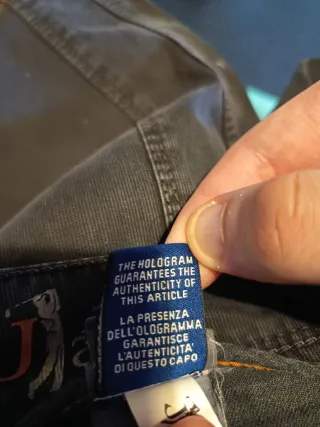 THE HOLOGRAM
GUARANTEES THE
AUTHENTICITY OF
THIS ARTICLE
LA PRESENZA
DELL'OLOGRAMMA
GARANTISCE
L'AUTENTICITA'
DI QUESTO CAPO
J